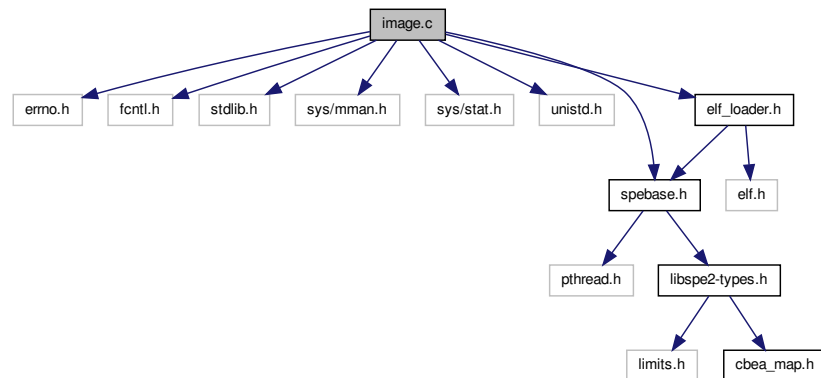 image.c
errno.h
fcntl.h
stdlib.h
sys/mman.h
sys/stat.h
unistd.h
elf_loader.h
spebase.h
elf.h
pthread.h
libspe2-types.h
limits.h
cbea_map.h